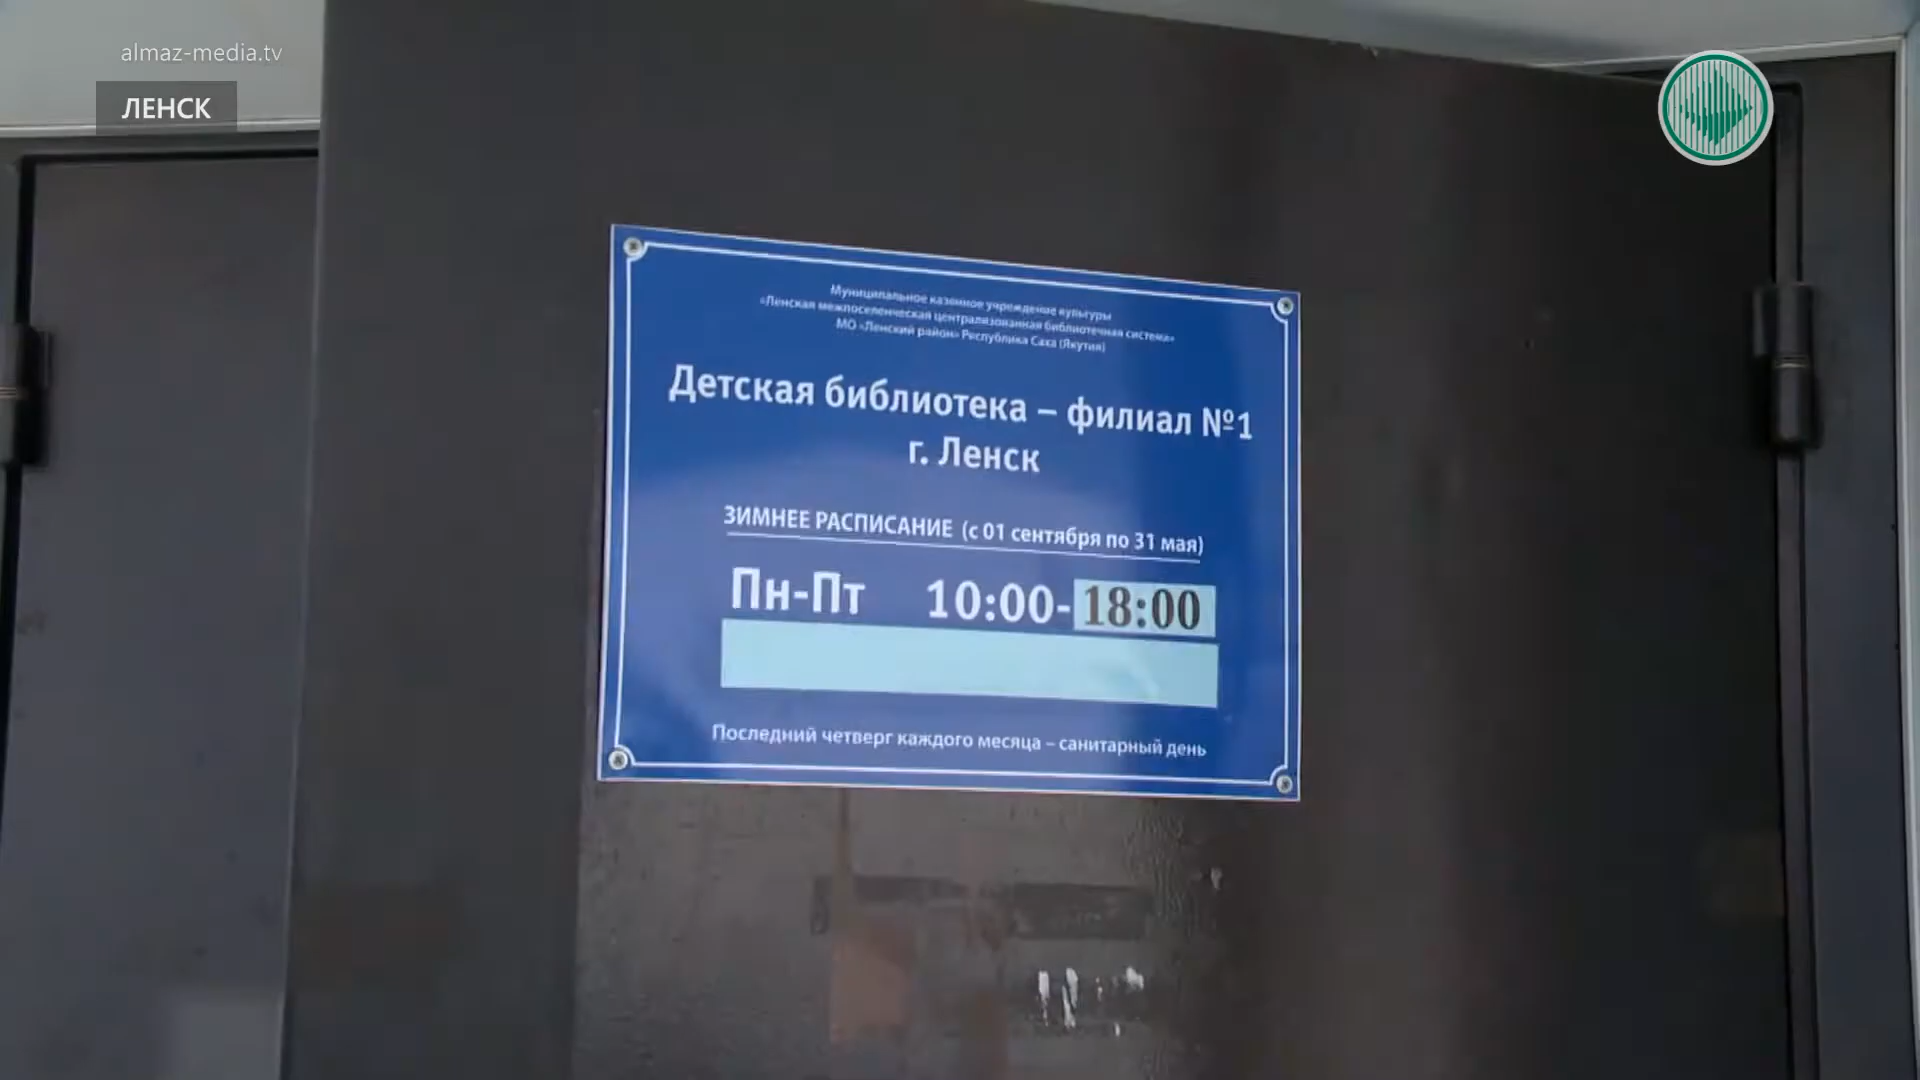 almaz-media.tv
ЛЕНСК
Муниципальное казенное учреждение культуры
«Ленская межпоселенческая централизованная библиотечная система»
МО «Ленский район» Республика Саха (Якутия)
Детская библиотека – филиал №1
г. Ленск
ЗИМНЕЕ РАСПИСАНИЕ (с 01 сентября по 31 мая)
Пн-Пт 10:00-18:00
Последний четверг каждого месяца – санитарный день